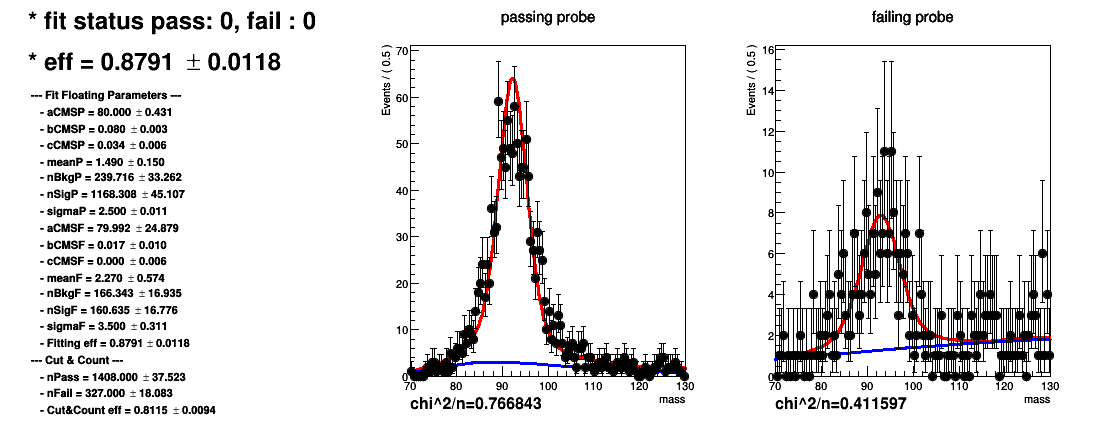 * fit status pass: 0, fail : 0
* eff = 0.8791 ± 0.0118
--- Fit Floating Parameters ---
- aCMSP = 80.000 ± 0.431
- bCMSP = 0.080 ± 0.003
- cCMSP = 0.034 ± 0.006
- meanP = 1.490 ± 0.150
- nBkgP = 239.716 ± 33.262
- nSigP = 1168.308 ± 45.107
- sigmaP = 2.500 ± 0.011
- aCMSF = 79.992 ± 24.879
- bCMSF = 0.017 ± 0.010
- cCMSF = 0.000 ± 0.006
- meanF = 2.270 ± 0.574
- nBkgF = 166.343 ± 16.935
- nSigF = 160.635 ± 16.776
- sigmaF = 3.500 ± 0.311
- Fitting eff = 0.8791 ± 0.0118
--- Cut & Count ---
- nPass = 1408.000 ± 37.523
- nFail = 327.000 ± 18.083
- Cut&Count eff = 0.8115 ± 0.0094
passing probe
Events / ( 0.5 )
70
60
50
40
30
20
10
0
70 80 90 100 110 120 130
mass
chi^2/n=0.766843
failing probe
Events / ( 0.5 )
16
14
12
10
8
6
4
2
0
70 80 90 100 110 120 130
mass
chi^2/n=0.411597